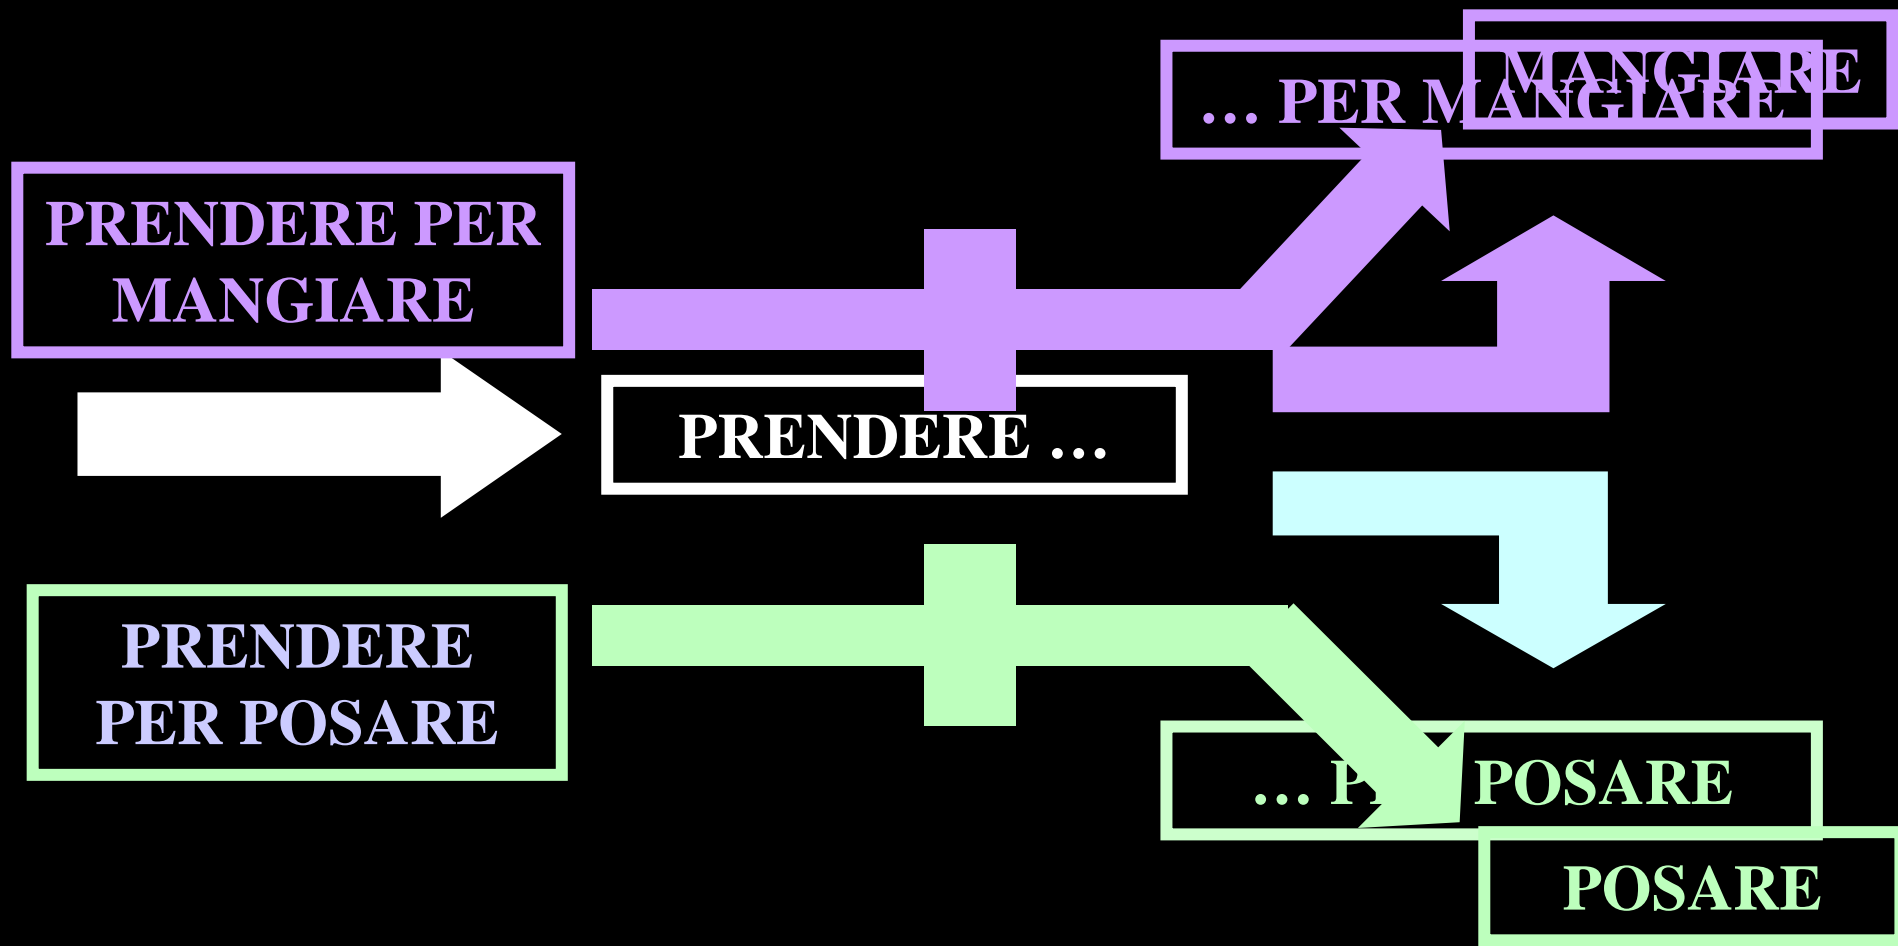 MANGIARE
… PER MANGIARE
PRENDERE PER
MANGIARE
PRENDERE …
PRENDERE
PER POSARE
… POSARE
POSARE